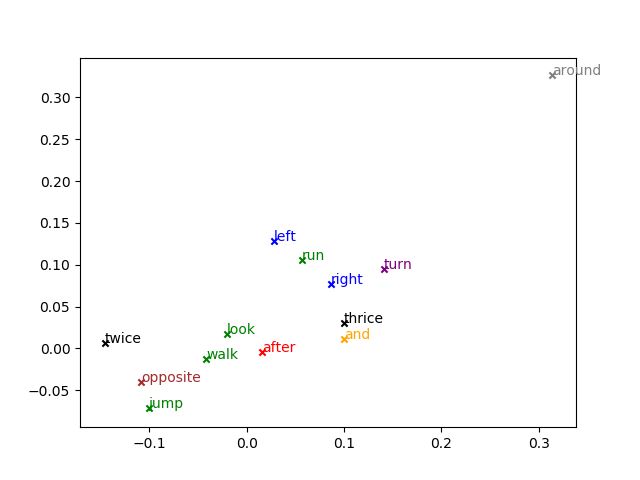 around
0.30
0.25
0.20
0.15
left
run
0.10
turn
right
0.05
thrice
look
twice
and
0.00
after
walk
opposite
−0.05
jump
−0.1
0.0
0.1
0.2
0.3